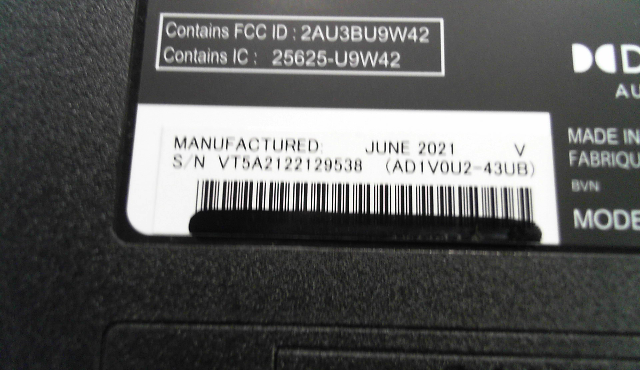 Contains FCC ID : 2AU3BU9W42
Contains IC : 25625-U9W42
AU
MANUFACTURED: JUNE 2021 V
S/N VT5A2122129538 (AD1V0U2-43UB)
MADE IN
FABRIQU
BVN
MODE